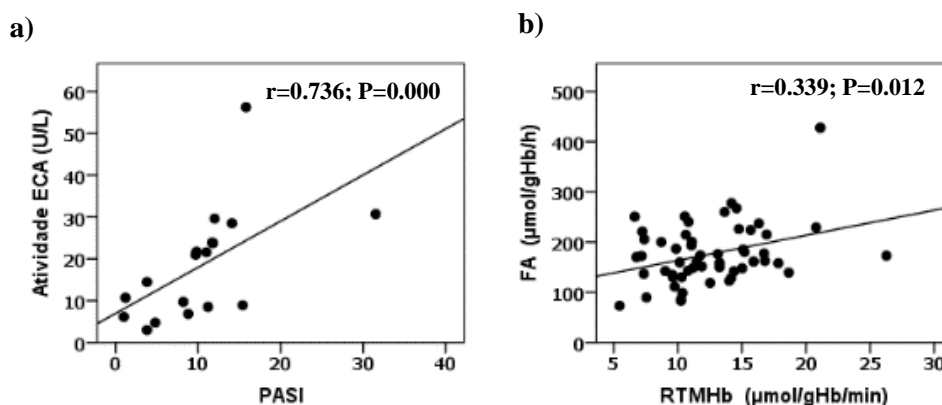 a)
r=0.736; P=0.000
Atividade ECA (U/L)
60
50
40
30
20
10
0
0 10 20 30 40
PASI
b)
r=0.339; P=0.012
FA (µmol/gHb/h)
500
400
300
200
100
0
5 10 15 20 25 30
RTMHb (µmol/gHb/min)